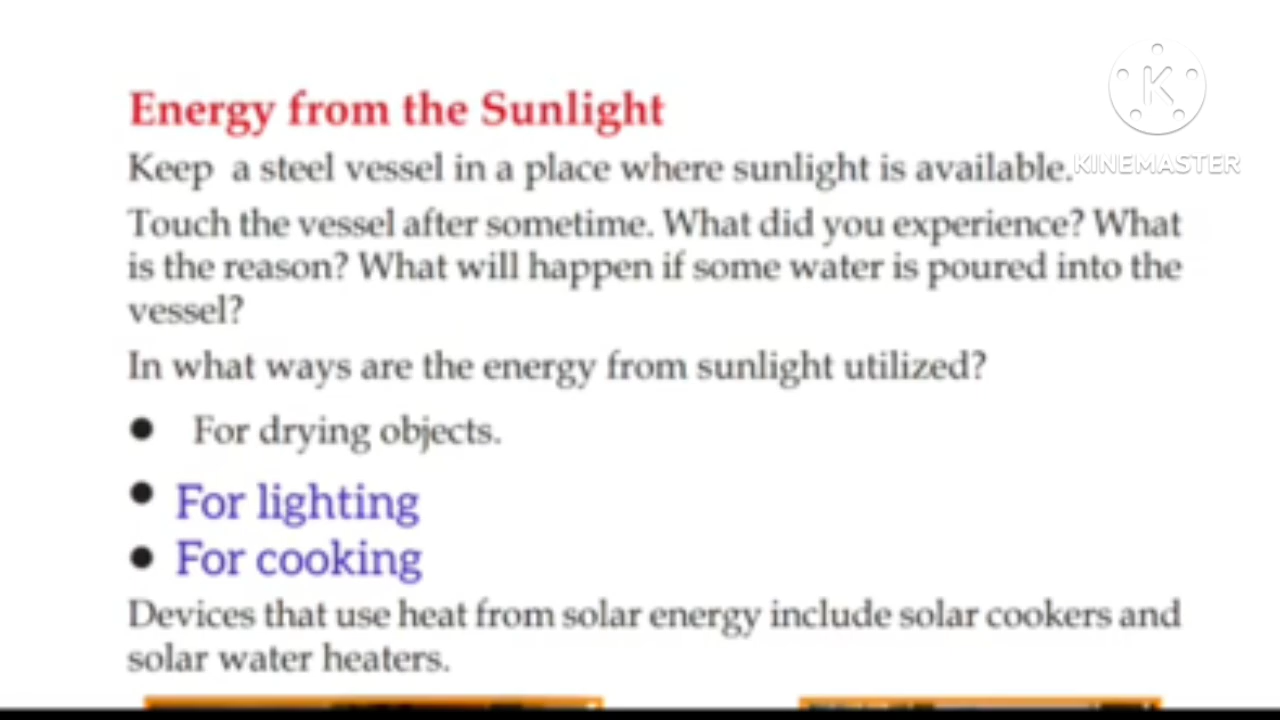 Energy from the Sunlight
Keep a steel vessel in a place where sunlight is available.
KINEMASTER
Touch the vessel after sometime. What did you experience? What
is the reason? What will happen if some water is poured into the
vessel?
In what ways are the energy from sunlight utilized?
● For drying objects.
● For lighting
● For cooking
Devices that use heat from solar energy include solar cookers and
solar water heaters.